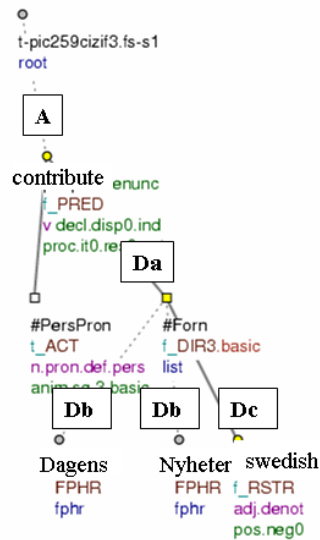 t-pic259cizif3.fs-s1
root
A
contribute enunc
f_PRED
v decl.disp0.ind
proc.it0.res
Da
#PersPron #Forn
t_ACT f_DIR3.basic
n.pron.def.pers list
anim.sg.3.basic
Db Db Dc
Dagens Nyheter swedish
FPHR FPHR f_RSTR
fphr fphr adj.denot
pos.neg0